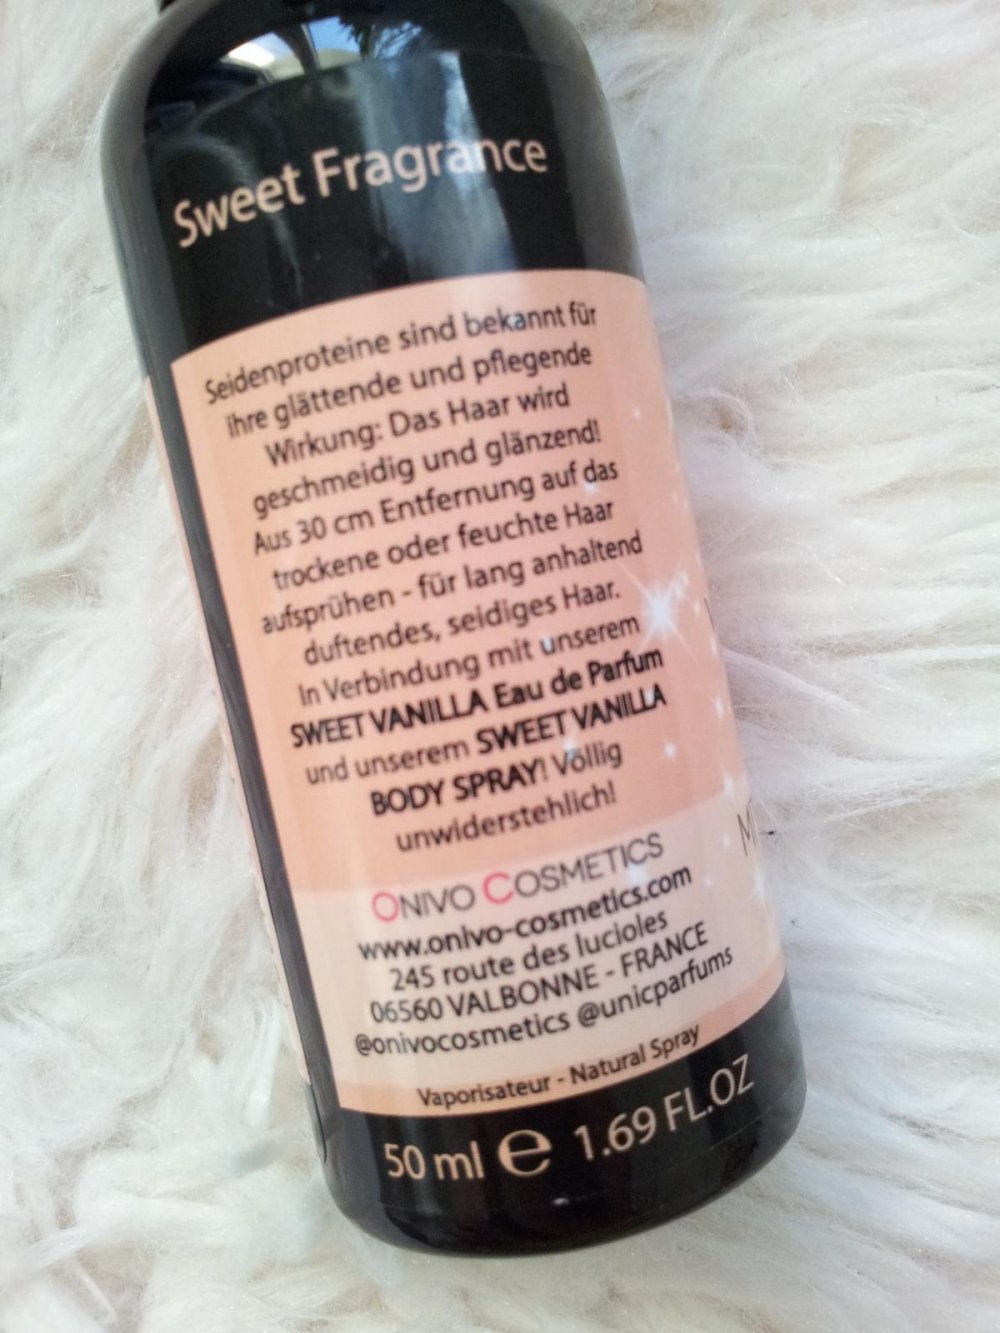 Sweet Fragrance
Seidenproteine sind bekannt für
ihre glättende und pflegende
Wirkung: Das Haar wird
geschmeidig und glänzend!
Aus 30 cm Entfernung auf das
trockene oder feuchte Haar
aufsprühen - für lang anhaltend
duftendes, seidiges Haar.
In Verbindung mit unserem
SWEET VANILLA Eau de Parfum
und unserem SWEET VANILLA
BODY SPRAY! Völlig
unwiderstehlich!
ONIVO COSMETICS
www.onivo-cosmetics.com
245 route des lucioles
06560 VALBONNE - FRANCE
@onivocosmetics @unicparfums
Vaporisateur - Natural Spray
50 ml e 1.69 FL.OZ